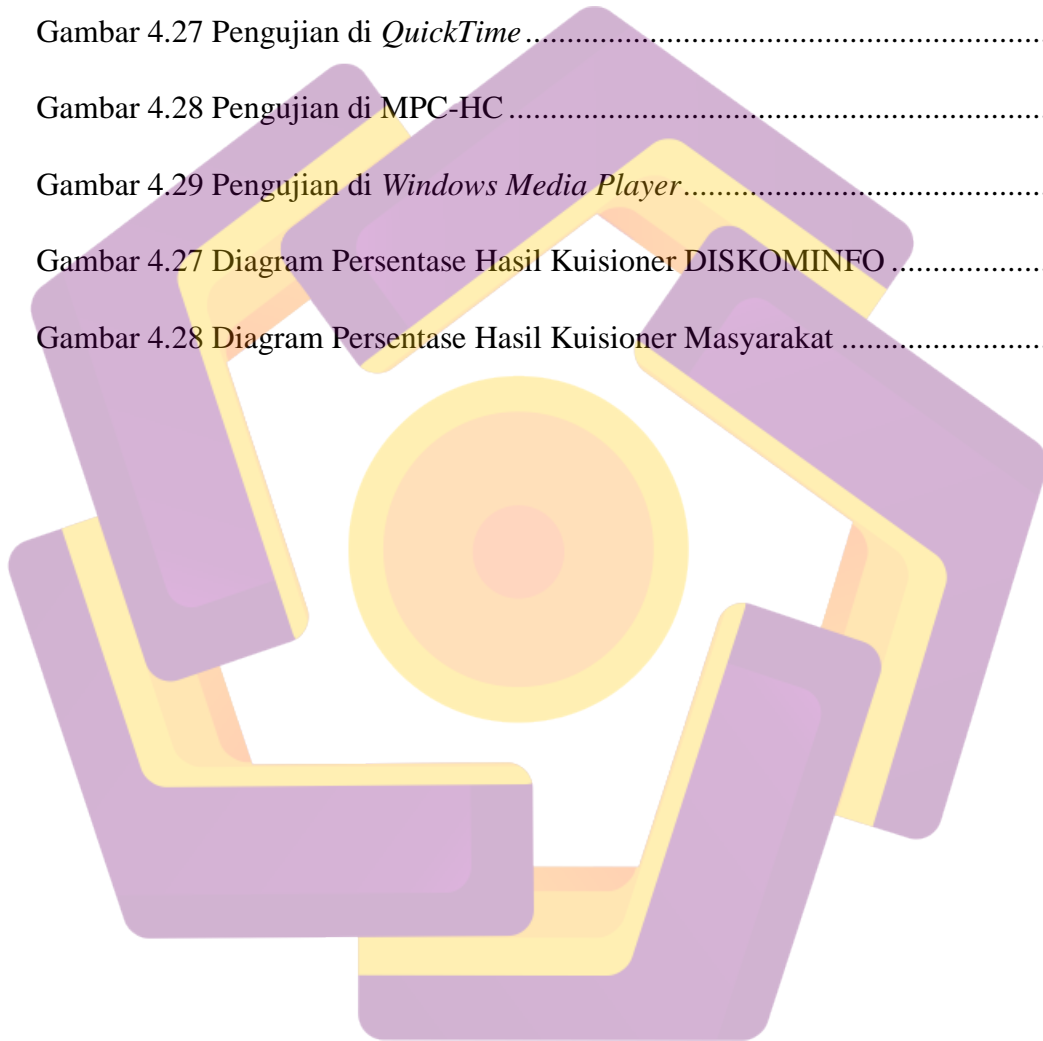 Gambar 4.27 Pengujian di QuickTime ..............................................................
Gambar 4.28 Pengujian di MPC-HC ................................................................
Gambar 4.29 Pengujian di Windows Media Player ...........................................
Gambar 4.27 Diagram Persentase Hasil Kuisioner DISKOMINFO ..................
Gambar 4.28 Diagram Persentase Hasil Kuisioner Masyarakat ........................